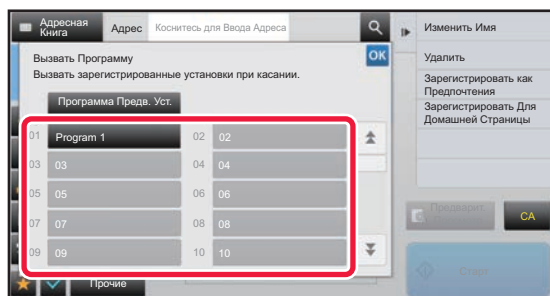 Адресная Книга
Адрес
Коснитесь для Ввода Адреса
Изменить Имя
Вызвать Программу
OK
Удалить
Вызвать зарегистрированные установки при касании.
Зарегистрировать как Предпочтения
Программа Предв. Уст.
Зарегистрировать Для Домашней Страницы
01 Program 1 02 02
03 03 04 04
05 05 06 06
07 07 08 08
CA
09 09 10 10
Старт
Прочие